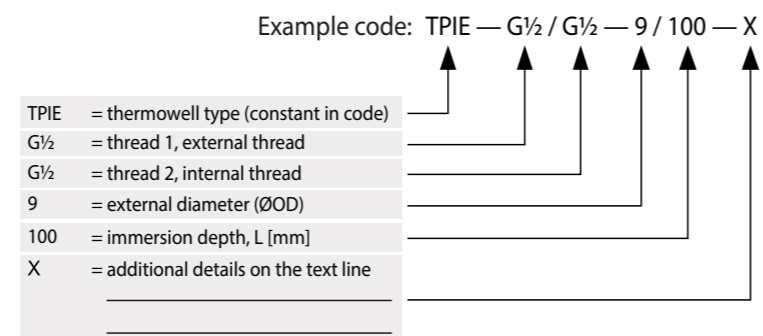 Example code: TPIE — G½ / G½ — 9 / 100 — X
TPIE = thermowell type (constant in code)
G½ = thread 1, external thread
G½ = thread 2, internal thread
9 = external diameter (ØOD)
100 = immersion depth, L [mm]
X = additional details on the text line